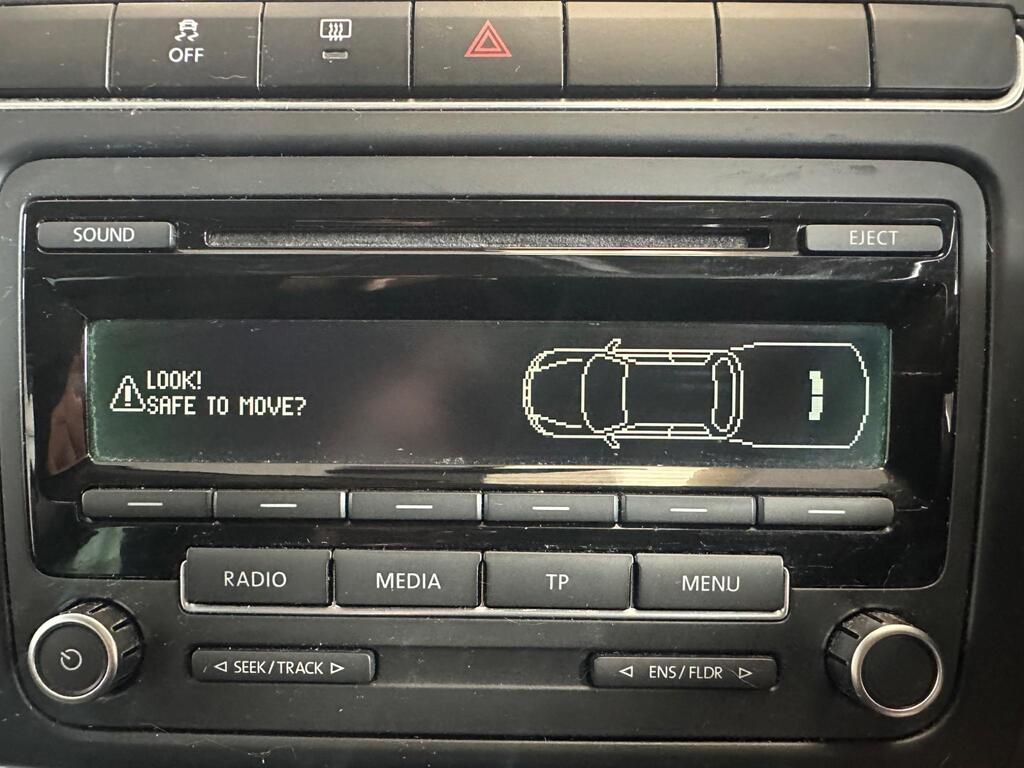 OFF
SOUND
EJECT
LOOK!
SAFE TO MOVE?
RADIO
MEDIA
TP
MENU
SEEK/TRACK
ENS/FLDR